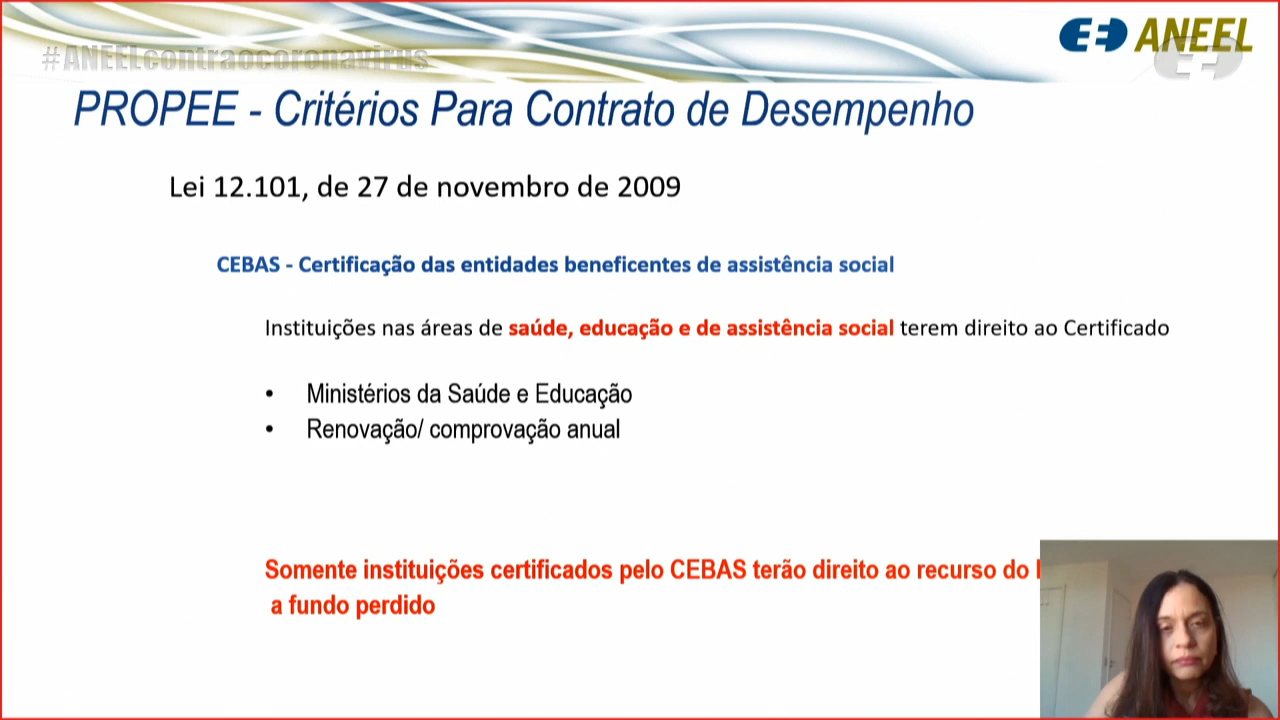 #ANEELcontraocoronavirus
ANEEL
PROPEE - Critérios Para Contrato de Desempenho
Lei 12.101, de 27 de novembro de 2009
CEBAS - Certificação das entidades beneficentes de assistência social
Instituições nas áreas de saúde, educação e de assistência social terem direito ao Certificado
• Ministérios da Saúde e Educação
• Renovação/ comprovação anual
Somente instituições certificados pelo CEBAS terão direito ao recurso do
a fundo perdido